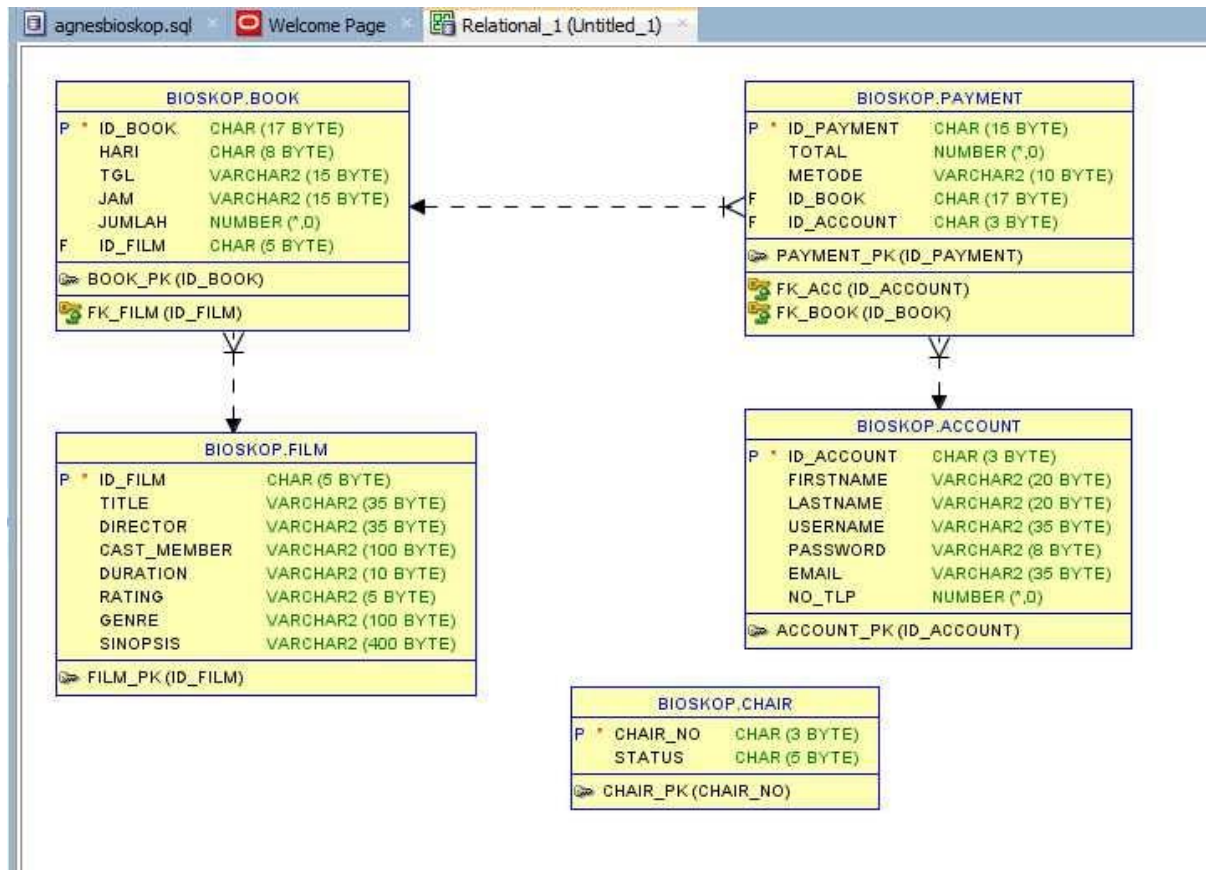 agnesbioskop.sql
Welcome Page
Relational_1 (Untitled_1)
BIOSKOP.BOOK
P * ID_BOOK CHAR (17 BYTE)
HARI CHAR (8 BYTE)
TGL VARCHAR2 (15 BYTE)
JAM VARCHAR2 (15 BYTE)
JUMLAH NUMBER (*,0)
F ID_FILM CHAR (5 BYTE)
BOOK_PK (ID_BOOK)
FK_FILM (ID_FILM)
BIOSKOP.PAYMENT
P * ID_PAYMENT CHAR (15 BYTE)
TOTAL NUMBER (*,0)
METODE VARCHAR2 (10 BYTE)
F ID_BOOK CHAR (17 BYTE)
F ID_ACCOUNT CHAR (3 BYTE)
PAYMENT_PK (ID_PAYMENT)
FK_ACC (ID_ACCOUNT)
FK_BOOK (ID_BOOK)
BIOSKOP.FILM
P * ID_FILM CHAR (5 BYTE)
TITLE VARCHAR2 (35 BYTE)
DIRECTOR VARCHAR2 (35 BYTE)
CAST_MEMBER VARCHAR2 (100 BYTE)
DURATION VARCHAR2 (10 BYTE)
RATING VARCHAR2 (5 BYTE)
GENRE VARCHAR2 (100 BYTE)
SINOPSIS VARCHAR2 (400 BYTE)
FILM_PK (ID_FILM)
BIOSKOP.ACCOUNT
P * ID_ACCOUNT CHAR (3 BYTE)
FIRSTNAME VARCHAR2 (20 BYTE)
LASTNAME VARCHAR2 (20 BYTE)
USERNAME VARCHAR2 (35 BYTE)
PASSWORD VARCHAR2 (8 BYTE)
EMAIL VARCHAR2 (35 BYTE)
NO_TLP NUMBER (*,0)
ACCOUNT_PK (ID_ACCOUNT)
BIOSKOP.CHAIR
P * CHAIR_NO CHAR (3 BYTE)
STATUS CHAR (5 BYTE)
CHAIR_PK (CHAIR_NO)